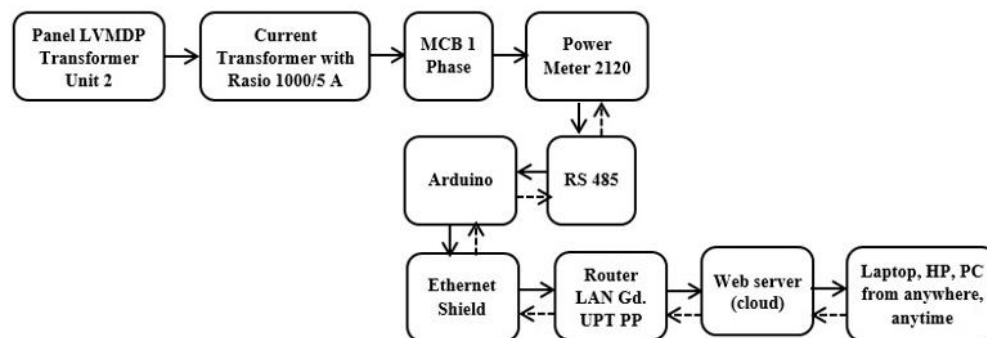 Panel LVMDP
Transformer
Unit 2
Current
Transformer with
Rasio 1000/5 A
MCB 1
Phase
Power
Meter 2120
Arduino
RS 485
Ethernet
Shield
Router
LAN Gd.
UPT PP
Web server
(cloud)
Laptop, HP, PC
from anywhere,
anytime